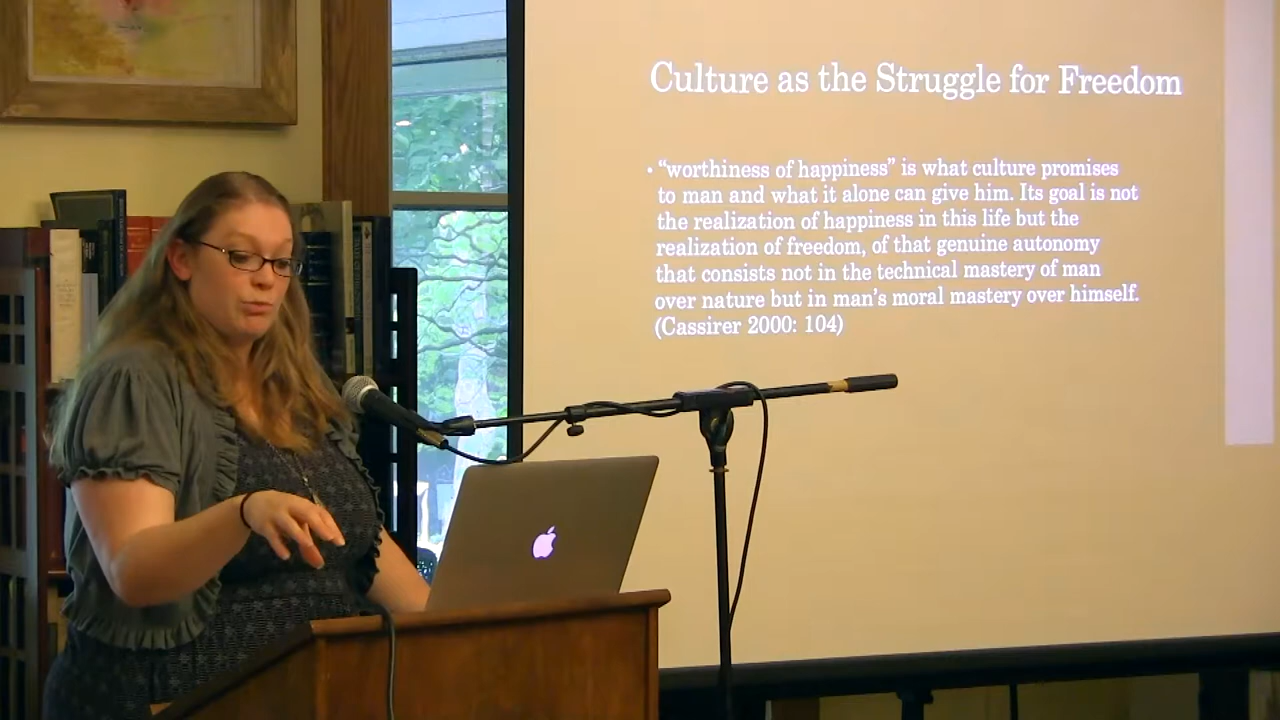 Culture as the Struggle for Freedom
• “worthiness of happiness” is what culture promises
to man and what it alone can give him. Its goal is not
the realization of happiness in this life but the
realization of freedom, of that genuine autonomy
that consists not in the technical mastery of man
over nature but in man’s moral mastery over himself.
(Cassirer 2000: 104)